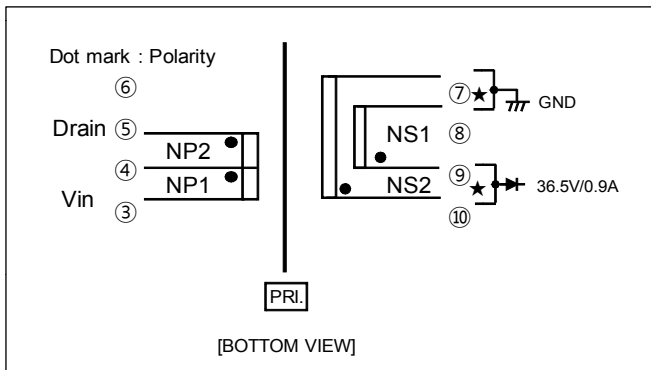 Dot mark : Polarity
⑥
Drain ⑤
NP2
④
NP1
Vin ③
⑦ ★ GND
NS1 ⑧
⑨
NS2 ★ 36.5V/0.9A
⑩
PRI.
[BOTTOM VIEW]